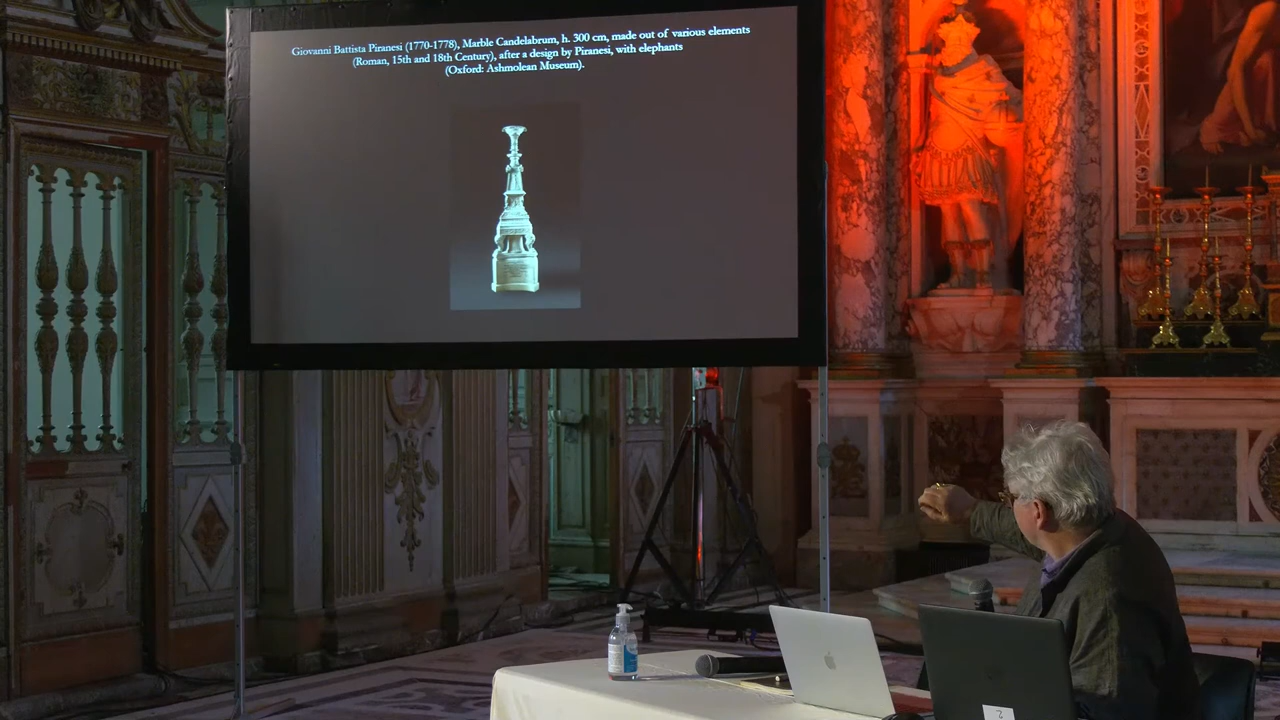 Giovanni Battista Piranesi (1770-1778), Marble Candelabrum, h. 300 cm, made out of various elements
(Roman, 15th and 18th Century), after a design by Piranesi, with elephants
(Oxford: Ashmolean Museum).
2